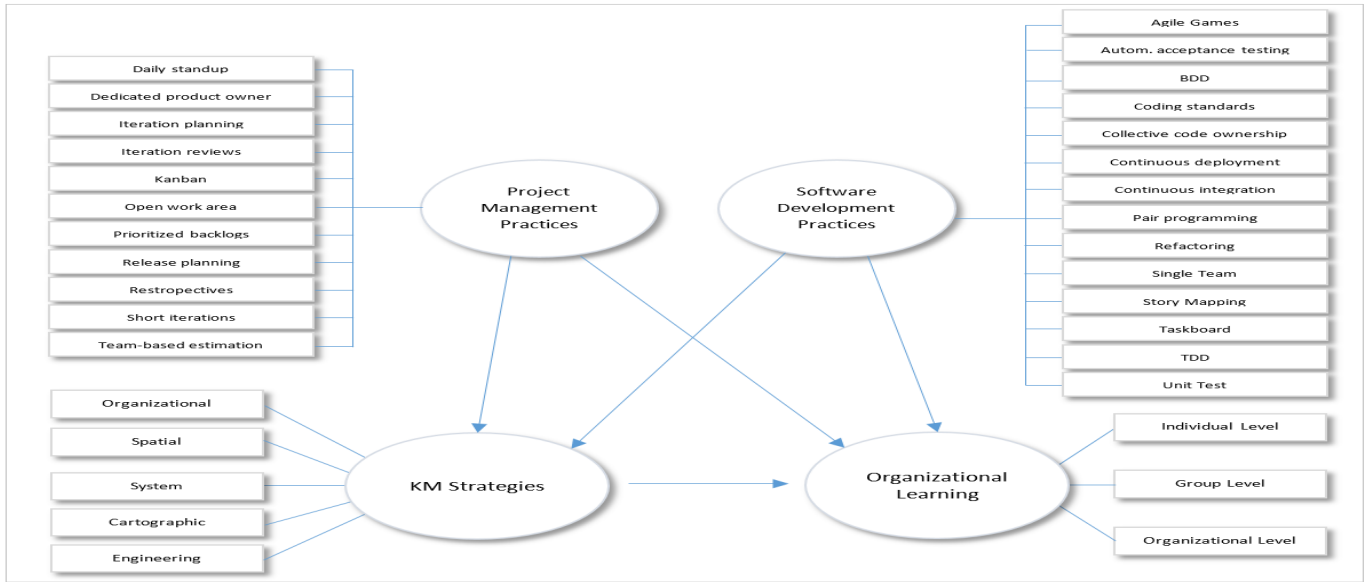 Daily standup
Dedicated product owner
Iteration planning
Iteration reviews
Kanban
Open work area
Prioritized backlogs
Release planning
Restropectives
Short iterations
Team-based estimation
Project
Management
Practices
Software
Development
Practices
Agile Games
Autom. acceptance testing
BDD
Coding standards
Collective code ownership
Continuous deployment
Continuous integration
Pair programming
Refactoring
Single Team
Story Mapping
Taskboard
TDD
Unit Test
Organizational
Spatial
System
Cartographic
Engineering
KM Strategies
Organizational
Learning
Individual Level
Group Level
Organizational Level